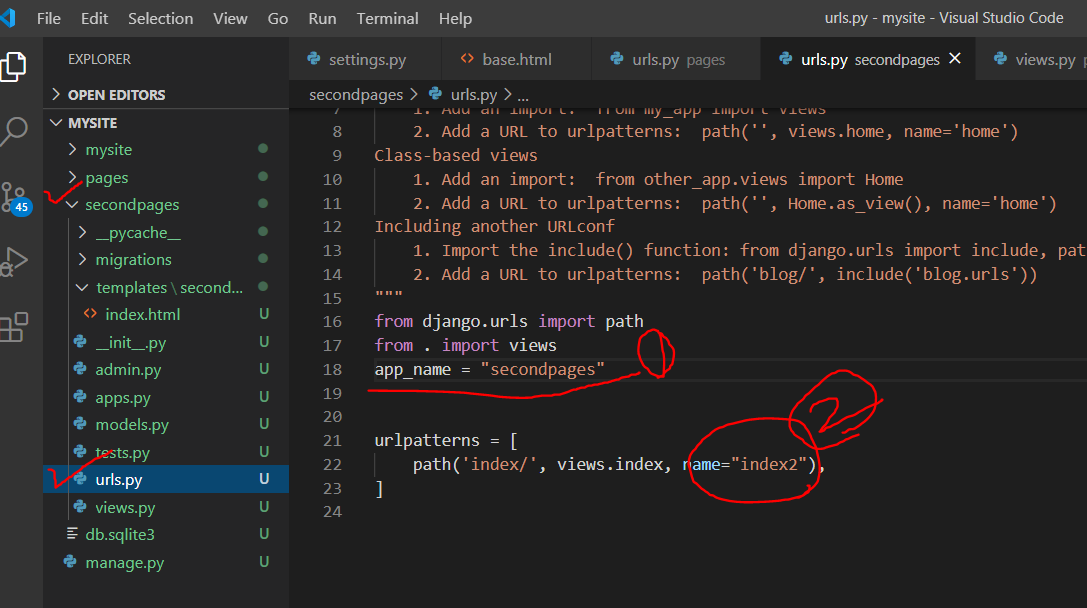 File Edit Selection View Go Run Terminal Help urls.py - mysite - Visual Studio Code
EXPLORER
OPEN EDITORS
MYSITE
mysite
pages
secondpages
__pycache__
migrations
templates \ second...
index.html U
__init__.py U
admin.py U
apps.py U
models.py U
tests.py U
urls.py U
views.py U
db.sqlite3 U
manage.py U
45
settings.py base.html urls.py pages urls.py secondpages views.py
secondpages > urls.py > ...
7 1. Add an import: from my_app import views
8 2. Add a URL to urlpatterns: path('', views.home, name='home')
9 Class-based views
10 1. Add an import: from other_app.views import Home
11 2. Add a URL to urlpatterns: path('', Home.as_view(), name='home')
12 Including another URLconf
13 1. Import the include() function: from django.urls import include, pat
14 2. Add a URL to urlpatterns: path('blog/', include('blog.urls'))
15 """
16 from django.urls import path
17 from . import views
18 app_name = "secondpages"
19
20
21 urlpatterns = [
22 path('index/', views.index, name="index2"),
23 ]
24
2